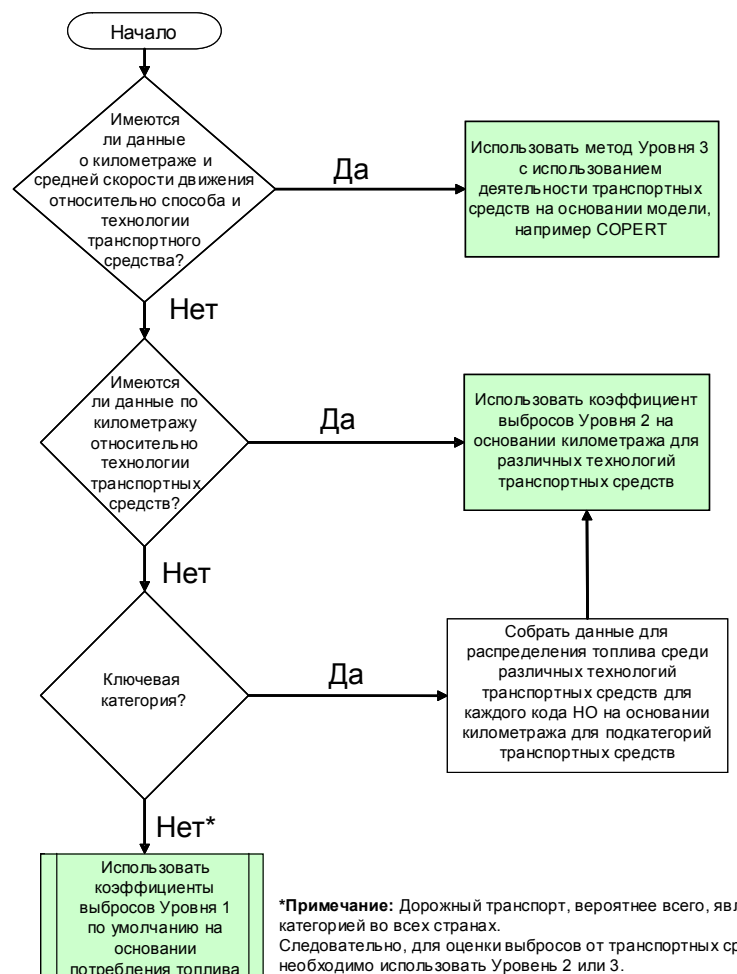 Начало
Имеются
ли данные
о километраже и
средней скорости движения
относительно способа и
технологии
транспортного
средства?
Да
Использовать метод Уровня 3
с использованием
деятельности транспортных
средств на основании модели,
например COPERT
Нет
Имеются
ли данные по
километражу
относительно
технологии
транспортных
средств?
Да
Использовать коэффициент
выбросов Уровня 2 на
основании километража для
различных технологий
транспортных средств
Нет
Ключевая
категория?
Да
Собрать данные для
распределения топлива среди
различных технологий
транспортных средств для
каждого кода НО на основании
километража для подкатегорий
транспортных средств
Нет*
Использовать
коэффициенты
выбросов Уровня 1
по умолчанию на
основании
потребления топлива
*Примечание: Дорожный транспорт, вероятнее всего,
категорией во всех странах.
Следовательно, для оценки выбросов от транспортных
необходимо использовать Уровень 2 или 3.